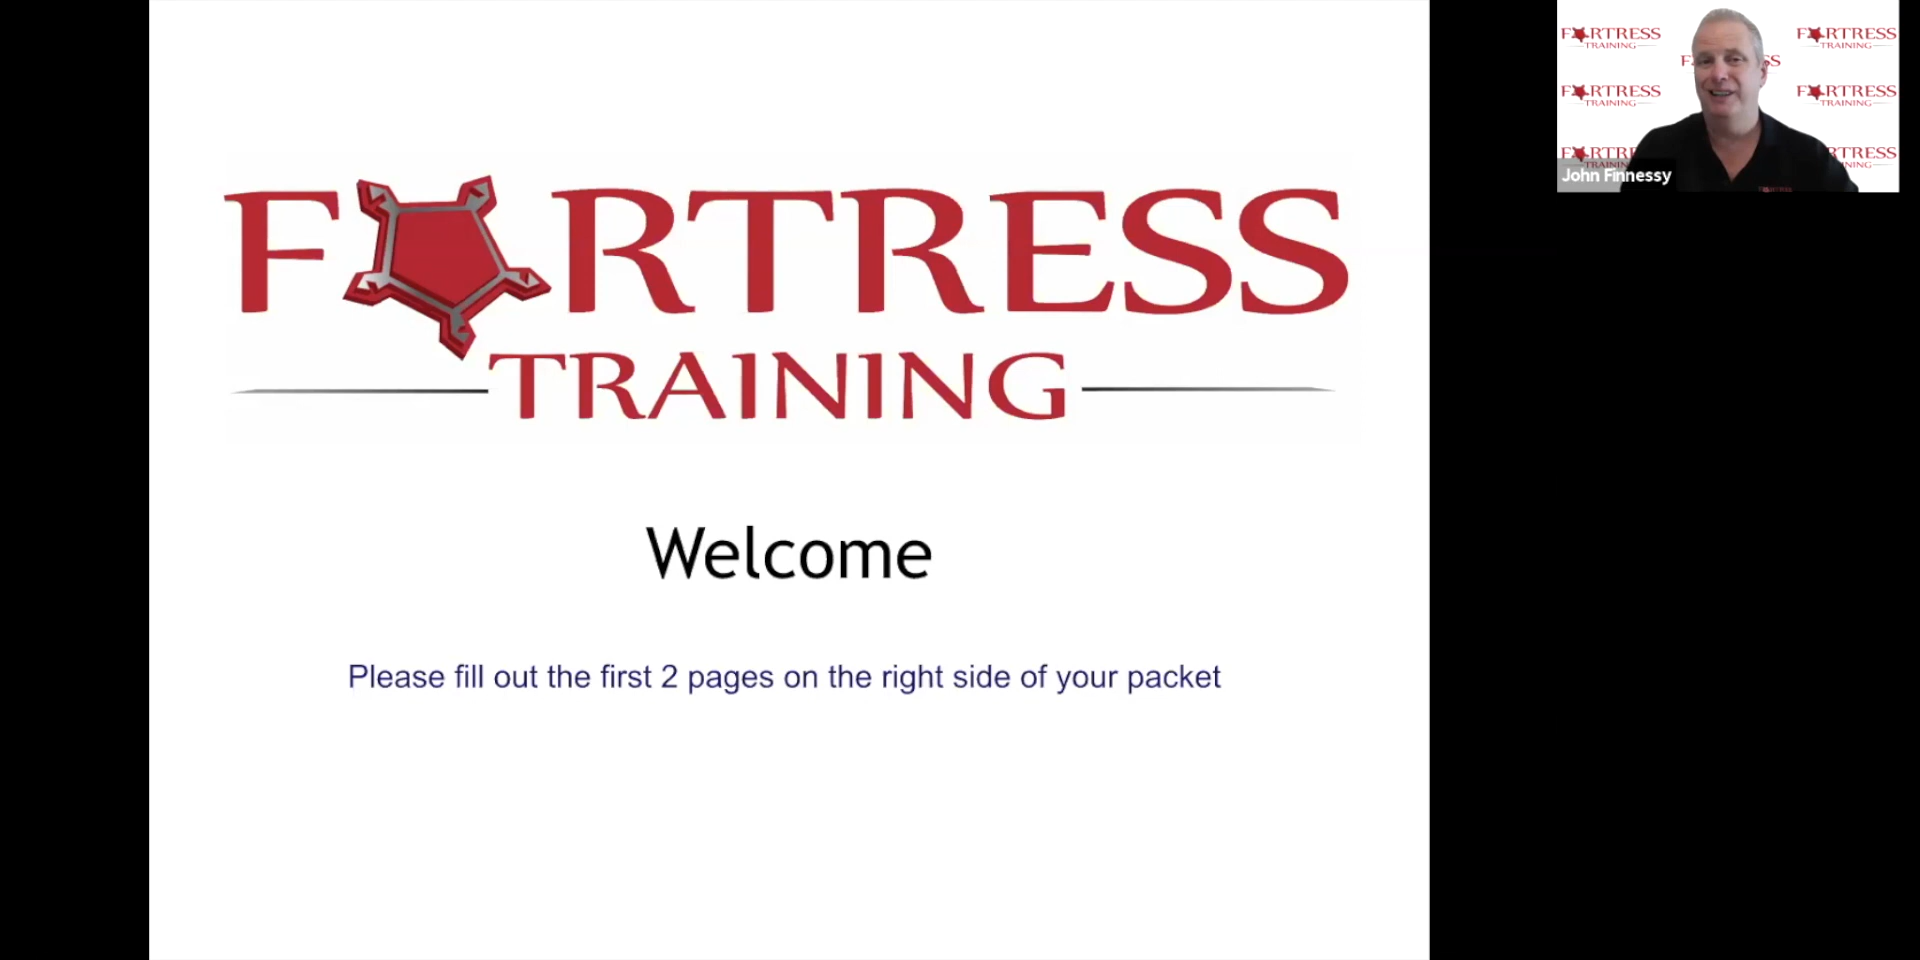 FORTRESS
TRAINING
Welcome
Please fill out the first 2 pages on the right side of your packet
FORTRESS
TRAINING
FORTRESS
TRAINING
FORTRESS
TRAINING
FORTRESS
TRAINING
John Finnessy